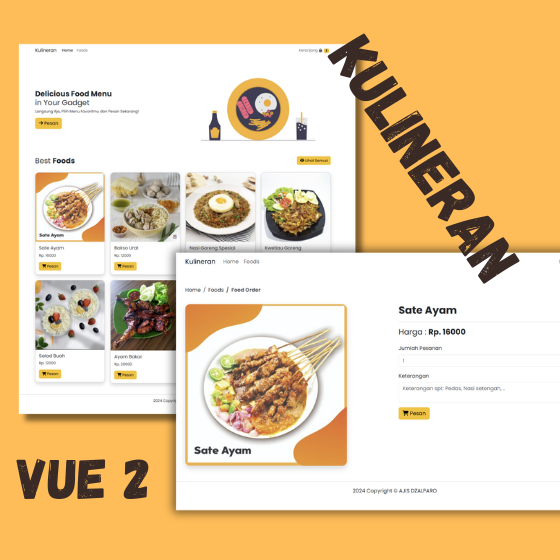 KULINERAN
Kulineran Home Foods
Keranjang
Delicious Food Menu
in Your Gadget
Langsung Aja, Pilih Menu Favoritmu dan Pesan Sekarang!
Pesan
Best Foods
Lihat Semua
Sate Ayam
Sate Ayam
Rp. 16000
Pesan
Bakso Urat
Rp. 12000
Pesan
Nasi Goreng Spesial
Kwetiau Goreng
Salad Buah
Rp. 12000
Pesan
Ayam Bakar
Pesan
2024 Copyri
Kulineran Home Foods
Home / Foods / Food Order
Sate Ayam
Sate Ayam
Harga : Rp. 16000
Jumlah Pesanan
1
Keterangan
Keterangan spt: Pedas, Nasi setengah,..
Pesan
2024 Copyright © AJIS DZALPARO
VUE 2